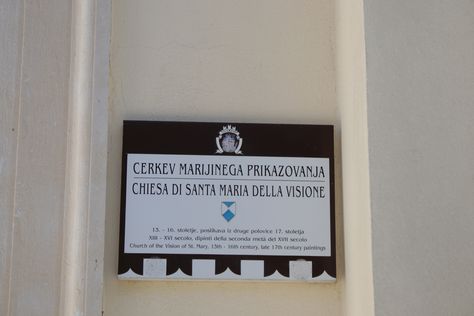 CERKEV MARIJINEGA PRIKAZOVANJA
CHIESA DI SANTA MARIA DELLA VISIONE
13. - 16. stoletje, poslikava iz druge polovice 17. stoletja
XIII - XVI secolo, dipinti della seconda metà del XVII secolo
Church of the Vision of St. Mary, 13th - 16th century, late 17th century paintings